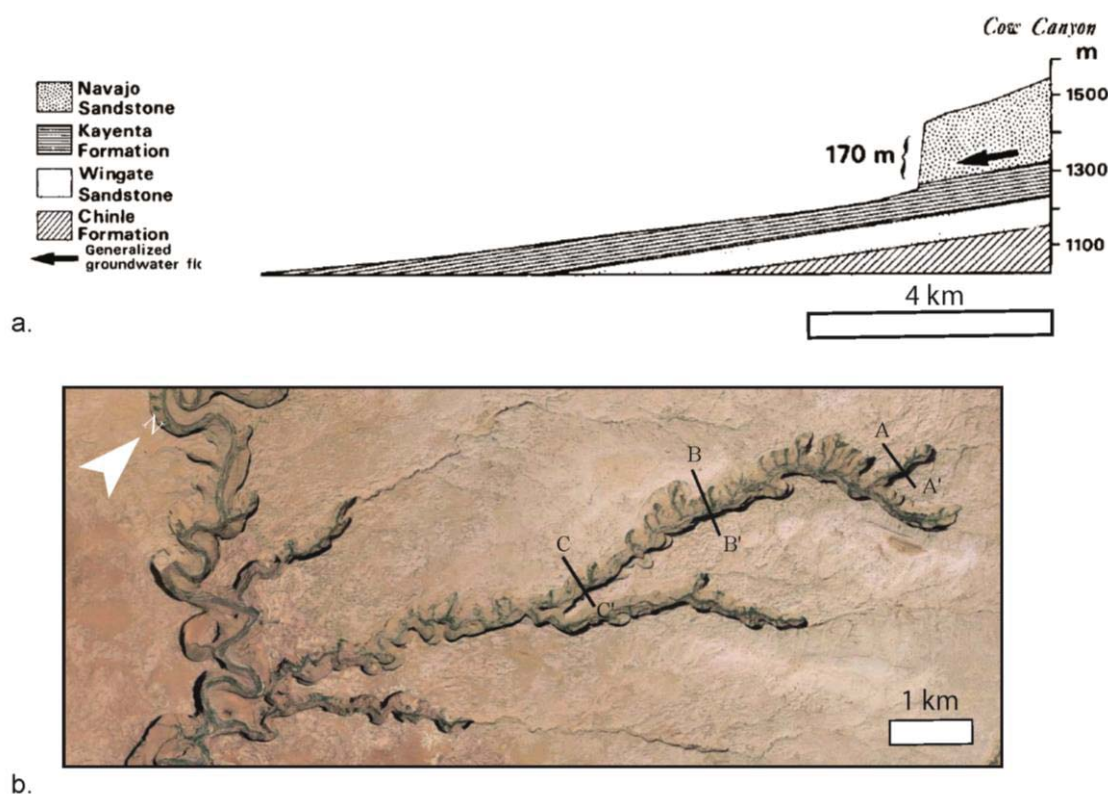 Cow Canyon
m
Navajo
Sandstone
Kayenta
Formation
Wingate
Sandstone
Chinle
Formation
Generalized
groundwater flc
1500
1300
1100
170 m
4 km
a.
N
A
A'
B
B'
C
C'
1 km
b.